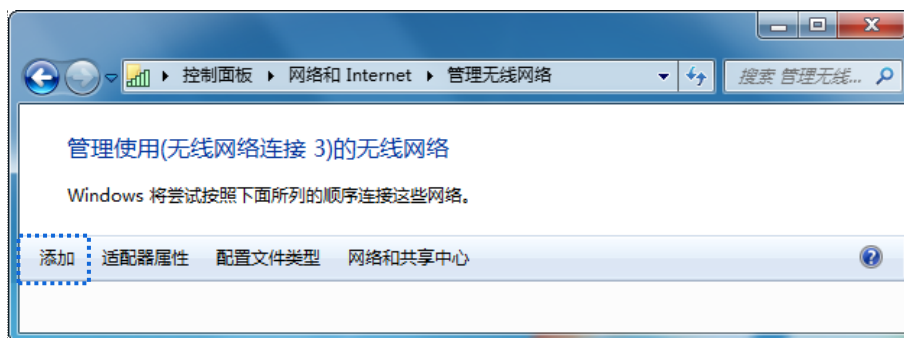 控制面板 网络和 Internet 管理无线网络 搜索 管理无线...
管理使用(无线网络连接 3)的无线网络
Windows 将尝试按照下面所列的顺序连接这些网络。
添加 适配器属性 配置文件类型 网络和共享中心